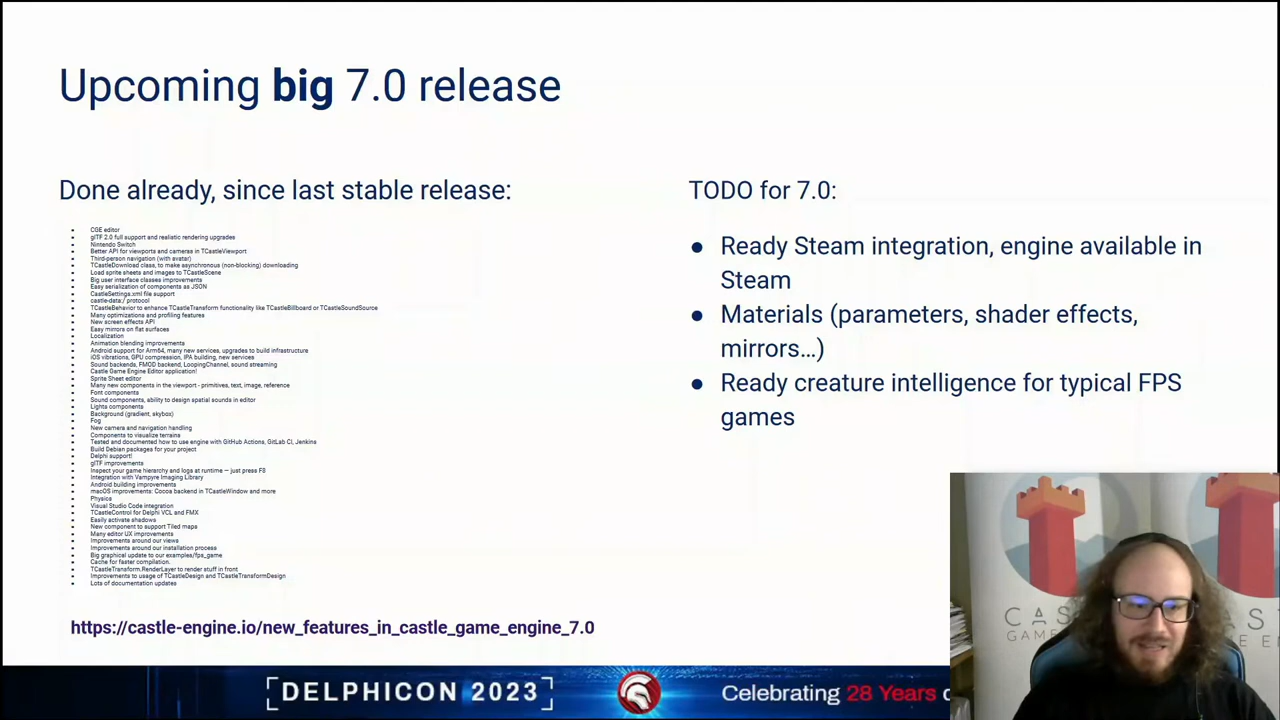 Upcoming big 7.0 release
Done already, since last stable release:
CGE editor
glTF 2.0 full support and realistic rendering upgrades
Nintendo Switch
Better API for viewports and cameras in TCastleViewport
Third-person navigation (with avatar)
TCastleDownload class, to make asynchronous (non-blocking) downloading
Load sprite sheets and images to TCastleScene
Big user interface classes improvements
Easy serialization of components as JSON
CastleSettings.xml file support
castle-data:/ protocol
TCastleBehavior to enhance TCastleTransform functionality like TCastleBillboard or TCastleSoundSource
Many optimizations and profiling features
New screen effects API
Easy mirrors on flat surfaces
Localization
Animation blending improvements
Android support for Arm64, many new services, upgrades to build infrastructure
iOS vibrations, GPU compression, IPA building, new services
Sound backends, FMOD backend, LoopingChannel, sound streaming
Castle Game Engine Editor application!
Sprite Sheet editor
Many new components in the viewport - primitives, text, image, reference
Font components
Sound components, ability to design spatial sounds in editor
Lights components
Background (gradient, skybox)
Fog
New camera and navigation handling
Components to visualize terrains
Tested and documented how to use engine with GitHub Actions, GitLab CI, Jenkins
Build Debian packages for your project
Delphi support!
glTF improvements
Inspect your game hierarchy and logs at runtime — just press F8
Integration with Vampyre Imaging Library
Android building improvements
macOS improvements: Cocoa backend in TCastleWindow and more
Physics
Visual Studio Code integration
TCastleControl for Delphi VCL and FMX
Easily activate shadows
New component to support Tiled maps
Many editor UX improvements
Improvements around our views
Improvements around our installation process
Big graphical update to our examples/fps_game
Cache for faster compilation.
TCastleTransform.RenderLayer to render stuff in front
Improvements to usage of TCastleDesign and TCastleTransformDesign
Lots of documentation updates
https://castle-engine.io/new_features_in_castle_game_engine_7.0
TODO for 7.0:
Ready Steam integration, engine available in
Steam
Materials (parameters, shader effects,
mirrors…)
Ready creature intelligence for typical FPS
games
[DELPHICON 2023]
Celebrating 28 Years